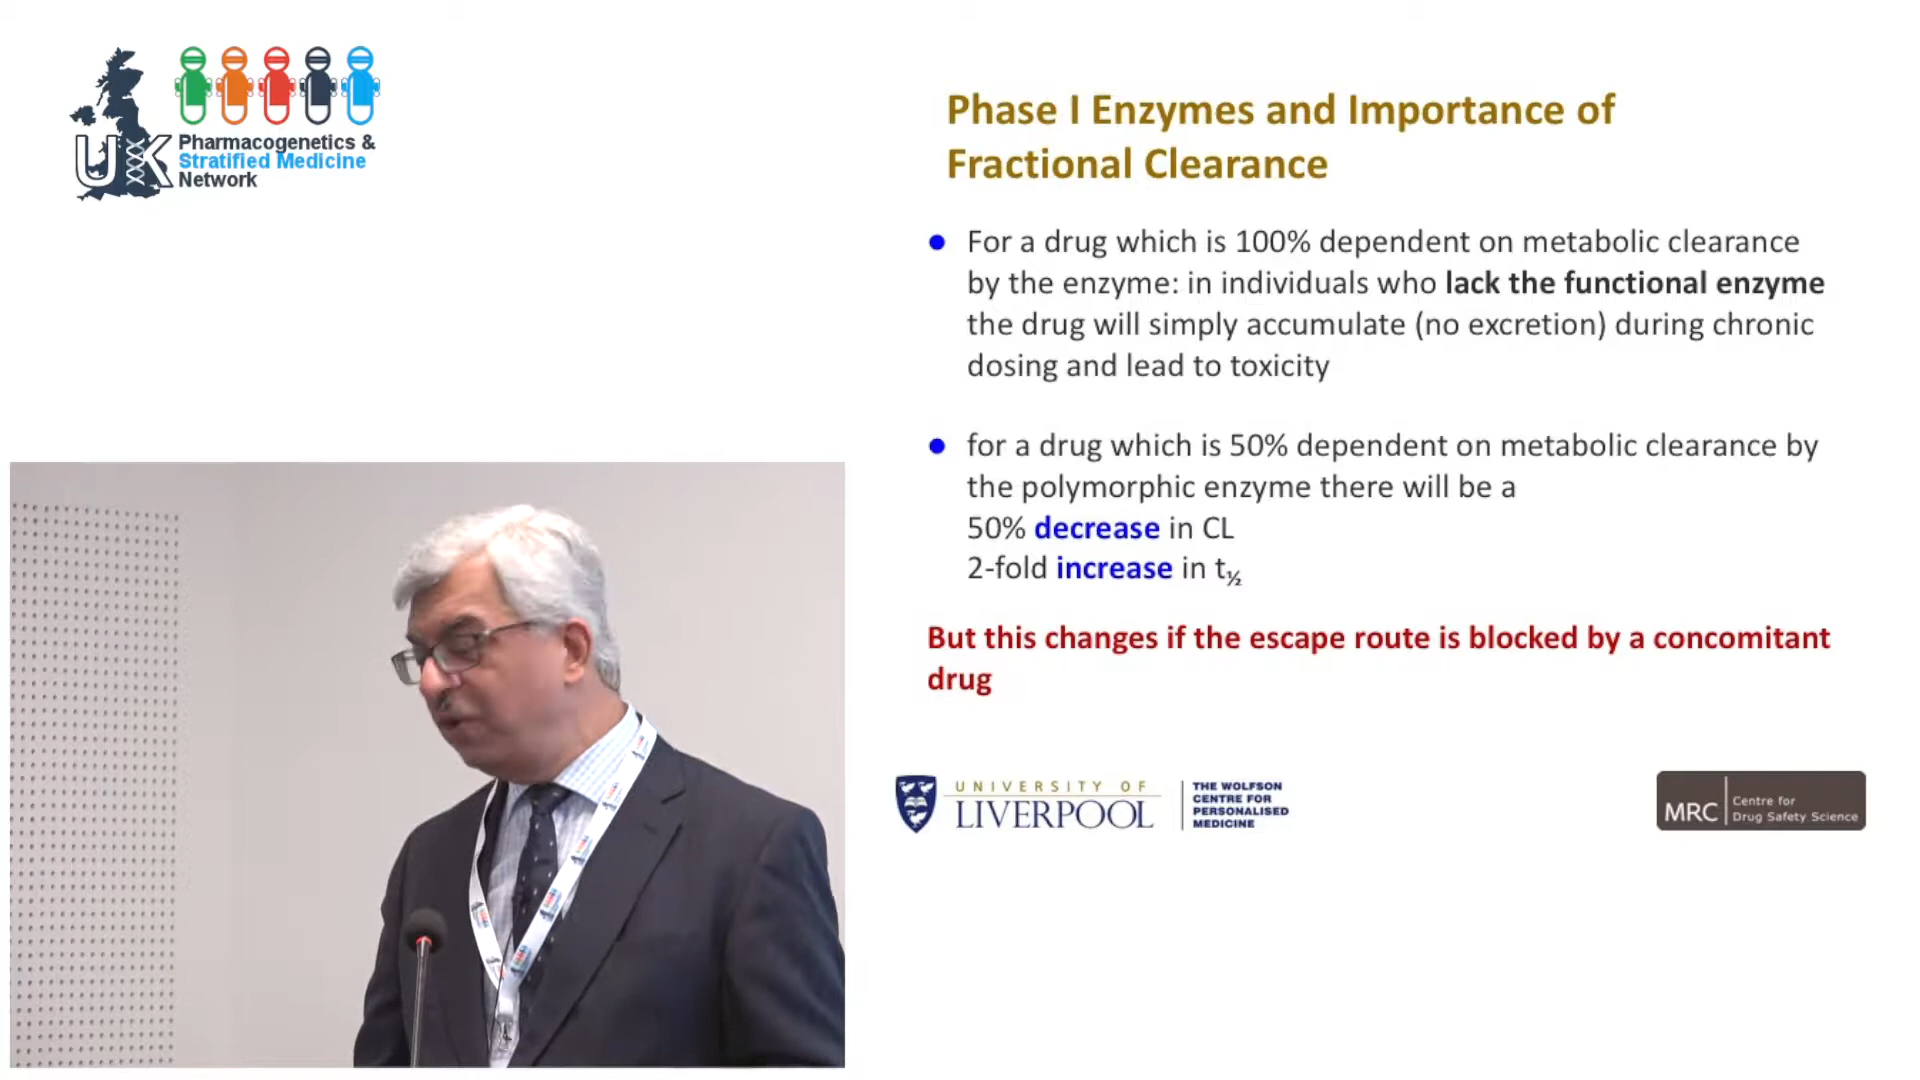 UK
Pharmacogenetics &
Stratified Medicine
Network
Phase I Enzymes and Importance of
Fractional Clearance
● For a drug which is 100% dependent on metabolic clearance
by the enzyme: in individuals who lack the functional enzyme
the drug will simply accumulate (no excretion) during chronic
dosing and lead to toxicity
● for a drug which is 50% dependent on metabolic clearance by
the polymorphic enzyme there will be a
50% decrease in CL
2-fold increase in t½
But this changes if the escape route is blocked by a concomitant
drug
UNIVERSITY OF
LIVERPOOL
THE WOLFSON
CENTRE FOR
PERSONALISED
MEDICINE
MRC
Centre for
Drug Safety Science